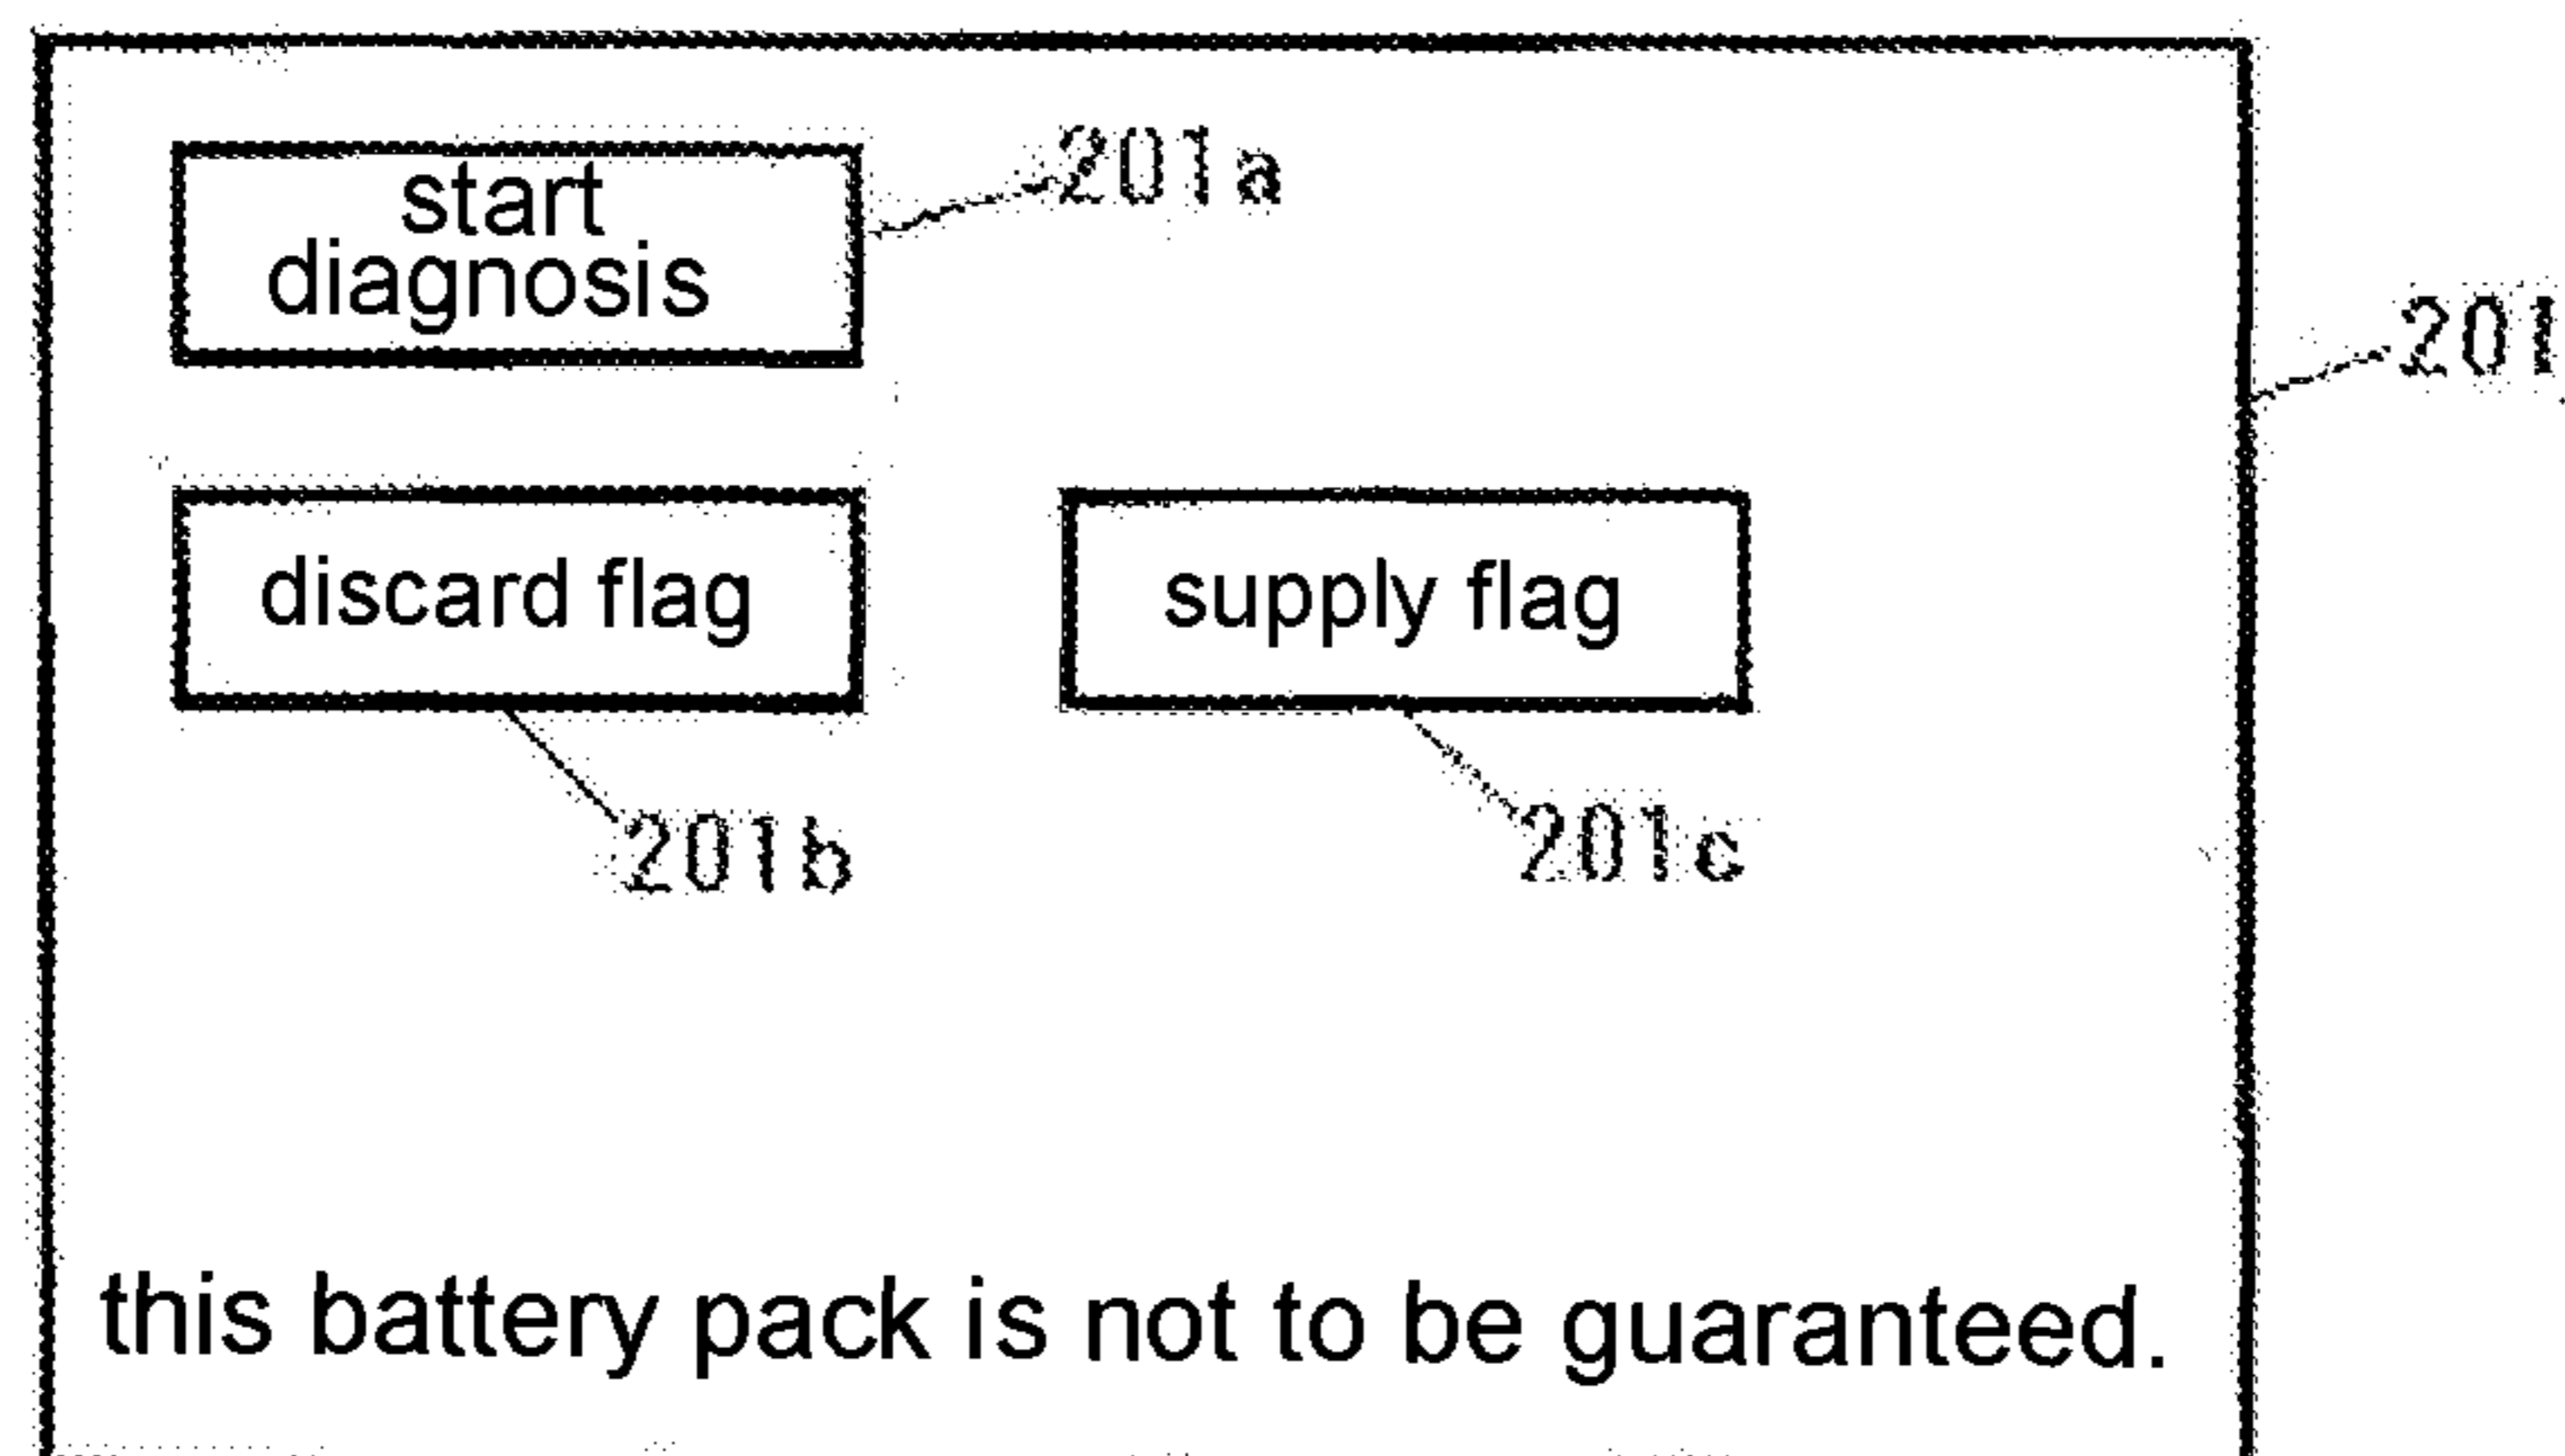 start
diagnosis
201a
201
discard flag
supply flag
201b
201c
this battery pack is not to be guaranteed.